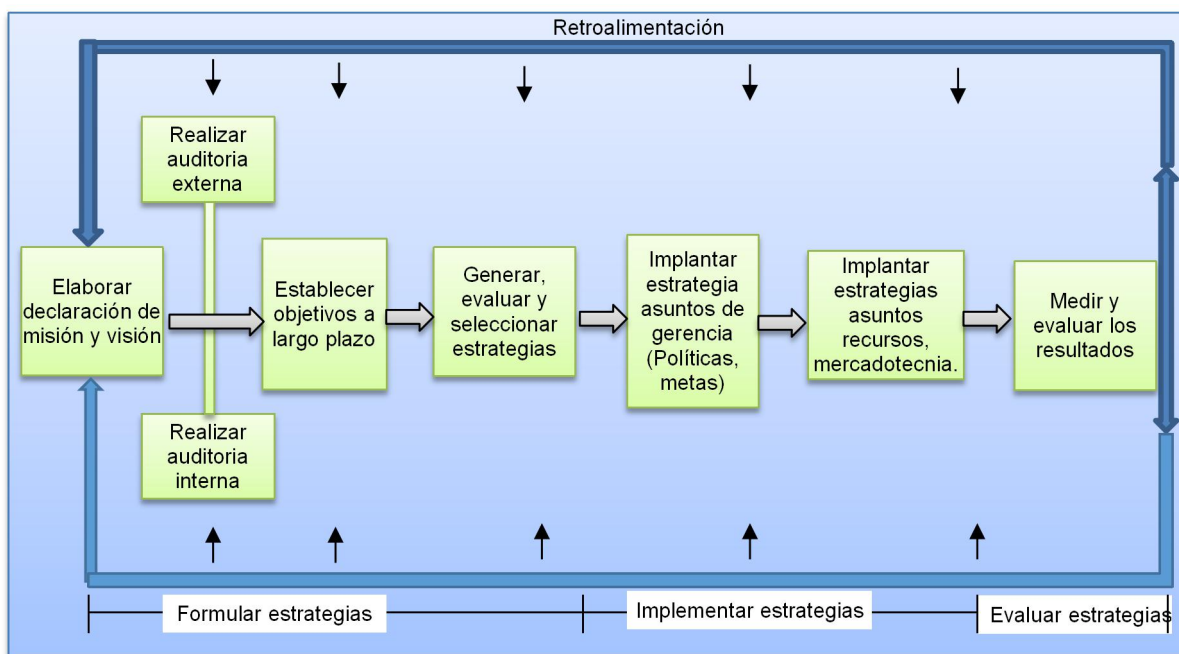 Retroalimentación
Realizar
auditoria
externa
Elaborar
declaración de
misión y visión
Establecer
objetivos a
largo plazo
Generar,
evaluar y
seleccionar
estrategias
Implantar
estrategia
asuntos de
gerencia
(Políticas,
metas)
Implantar
estrategias
asuntos
recursos,
mercadotecnia.
Medir y
evaluar los
resultados
Realizar
auditoria
interna
Formular estrategias
Implementar estrategias
Evaluar estrategias